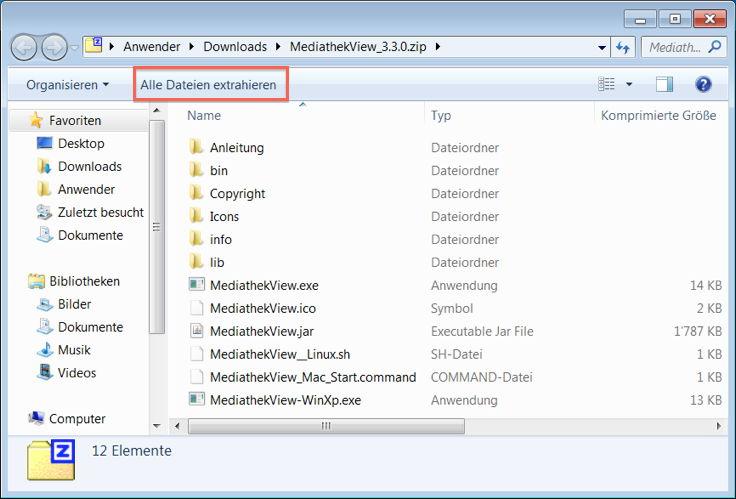 Anwender ▸ Downloads ▸ MediathekView_3.3.0.zip ▸
Mediath...
Organisieren ▾ Alle Dateien extrahieren
Name Typ Komprimierte Größe
Favoriten
Desktop
Downloads
Anwender
Zuletzt besucht
Dokumente
Bibliotheken
Bilder
Dokumente
Musik
Videos
Computer
Anleitung Dateiordner
bin Dateiordner
Copyright Dateiordner
Icons Dateiordner
info Dateiordner
lib Dateiordner
MediathekView.exe Anwendung 14 KB
MediathekView.ico Symbol 2 KB
MediathekView.jar Executable Jar File 1'787 KB
MediathekView__Linux.sh SH-Datei 1 KB
MediathekView_Mac_Start.command COMMAND-Datei 1 KB
MediathekView-WinXp.exe Anwendung 13 KB
Z
12 Elemente